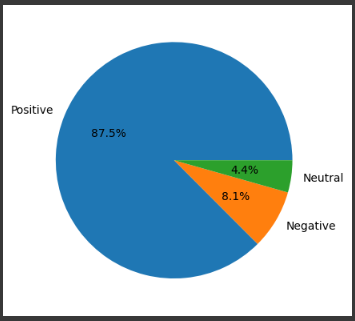 Positive
87.5%
4.4%
Neutral
8.1%
Negative